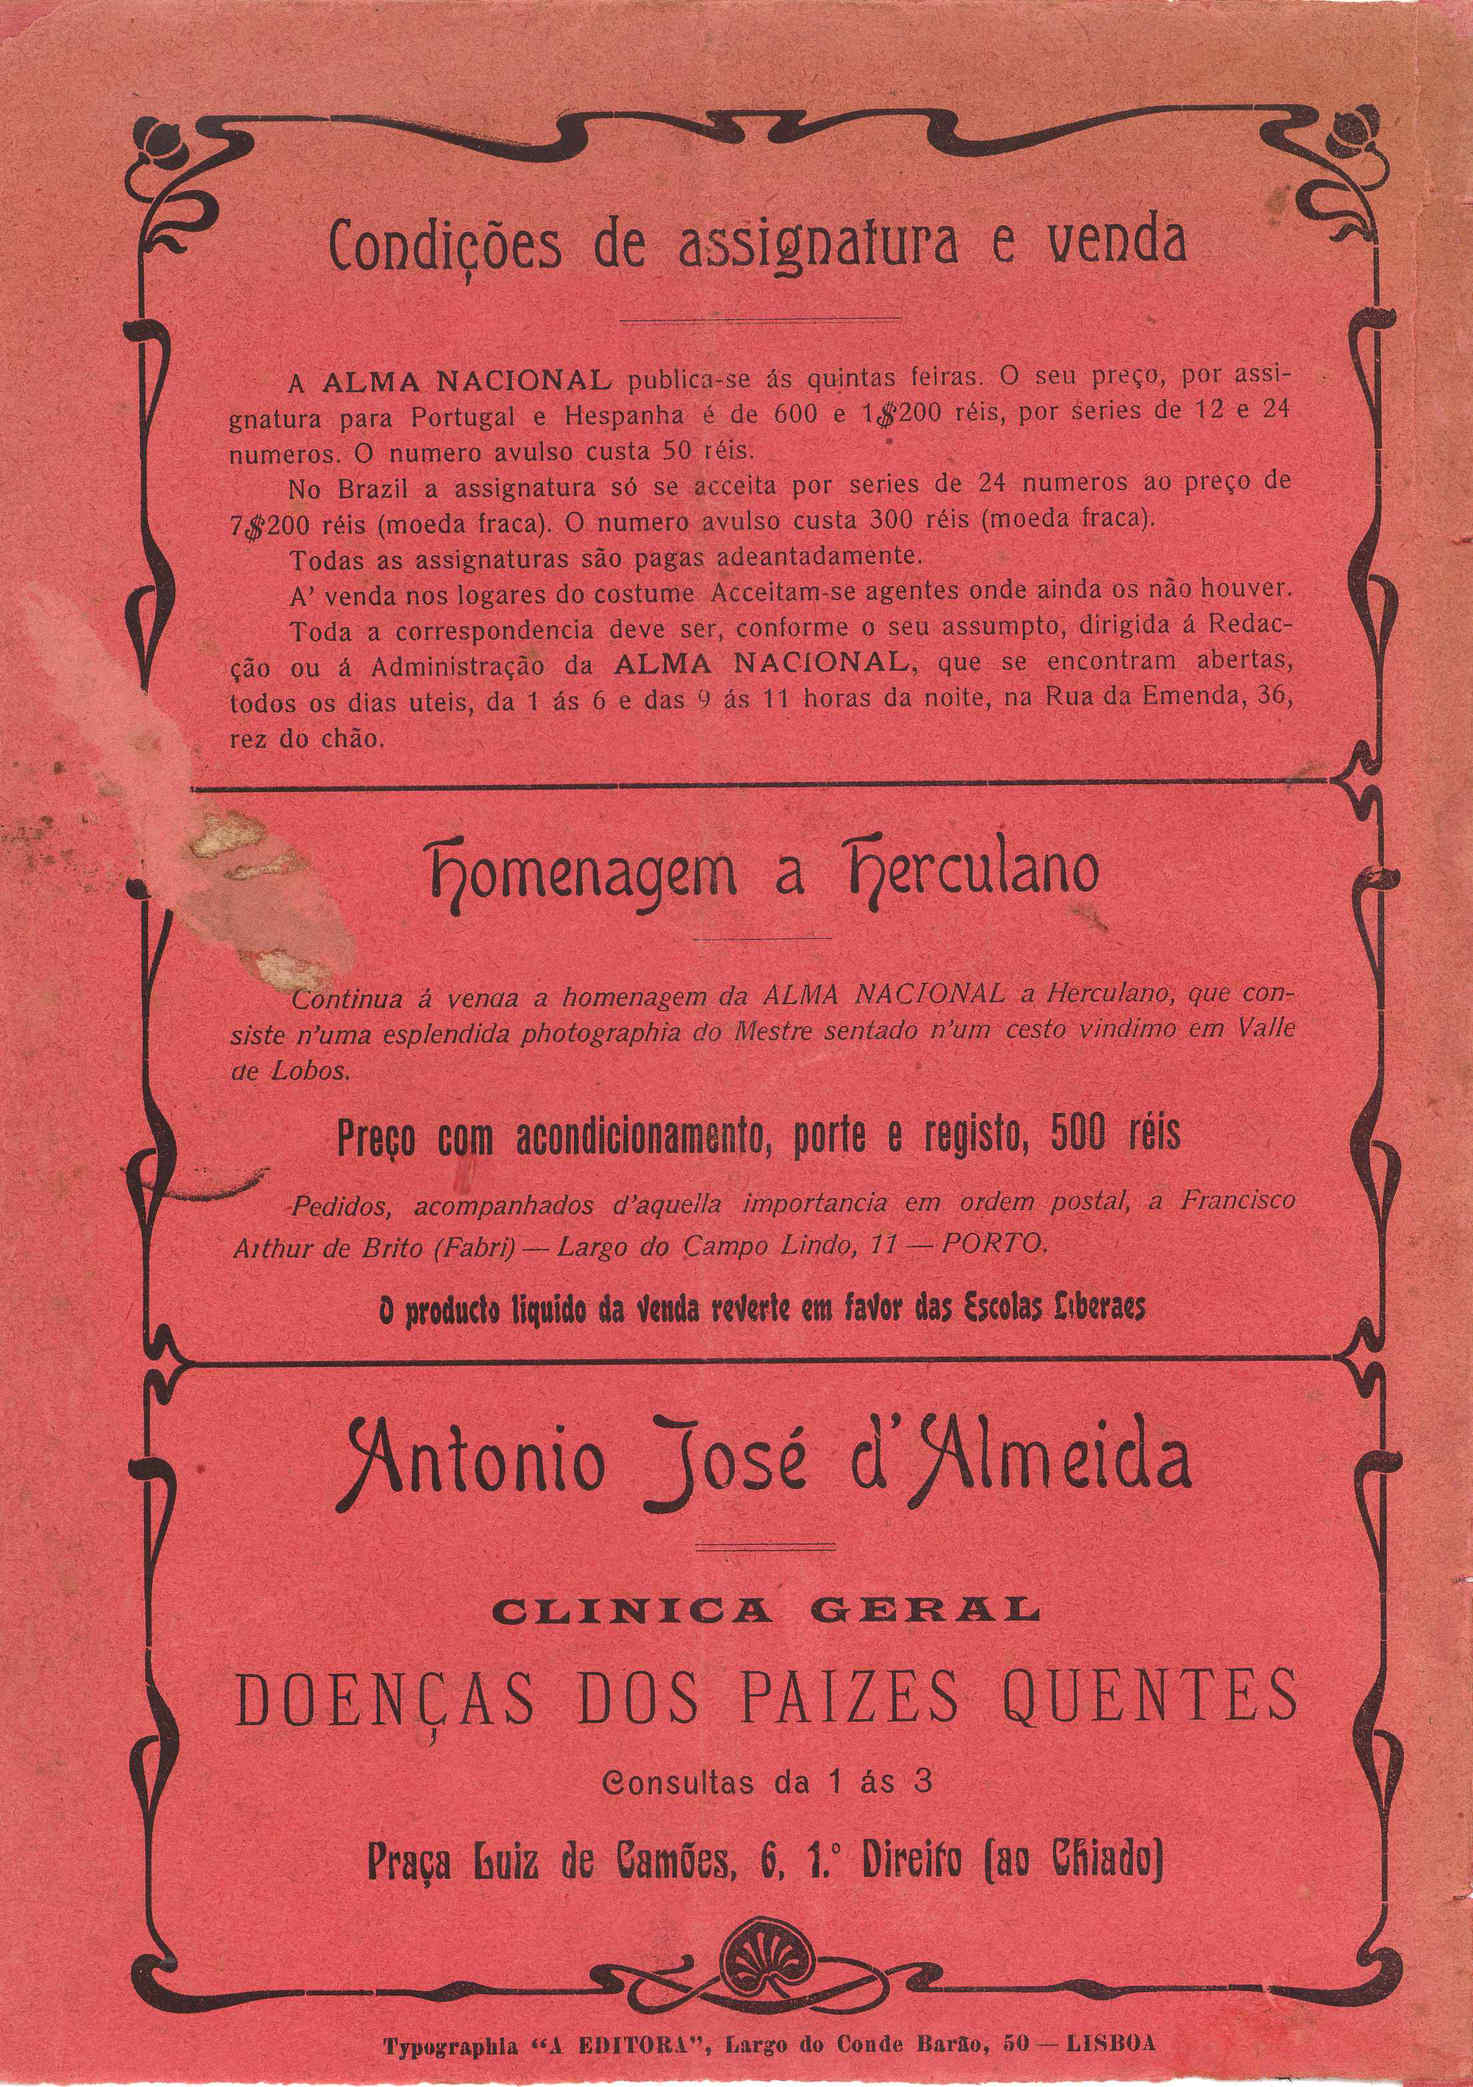 Condições de assignatura e venda
A ALMA NACIONAL publica-se ás quintas feiras. O seu preço, por assi-
gnatura para Portugal e Hespanha é de 600 e 1$200 réis, por series de 12 e 24
numeros. O numero avulso custa 50 réis.
No Brazil a assignatura só se acceita por series de 24 numeros ao preço de
7$200 réis (moeda fraca). O numero avulso custa 300 réis (moeda fraca).
Todas as assignaturas são pagas adeantadamente.
A' venda nos logares do costume Acceitam-se agentes onde ainda os não houver.
Toda a correspondencia deve ser, conforme o seu assumpto, dirigida á Redac-
ção ou á Administração da ALMA NACIONAL, que se encontram abertas,
todos os dias uteis, da 1 ás 6 e das 9 ás 11 horas da noite, na Rua da Emenda, 36,
rez do chão.
Homenagem a Herculano
Continua á venda a homenagem da ALMA NACIONAL a Herculano, que con-
siste n'uma esplendida photographia do Mestre sentado n'um cesto vindimo em Valle
de Lobos.
Preço com acondicionamento, porte e registo, 500 réis
Pedidos, acompanhados d'aquella importancia em ordem postal, a Francisco
Arthur de Brito (Fabri) — Largo do Campo Lindo, 11 — PORTO.
O producto liquido da venda reverte em favor das Escolas Liberaes
Antonio José d'Almeida
CLINICA GERAL
DOENÇAS DOS PAIZES QUENTES
Consultas da 1 ás 3
Praça Luiz de Camões, 6, 1.º Direito (ao Chiado)
Typographia "A EDITORA", Largo do Conde Barão, 50 — LISBOA